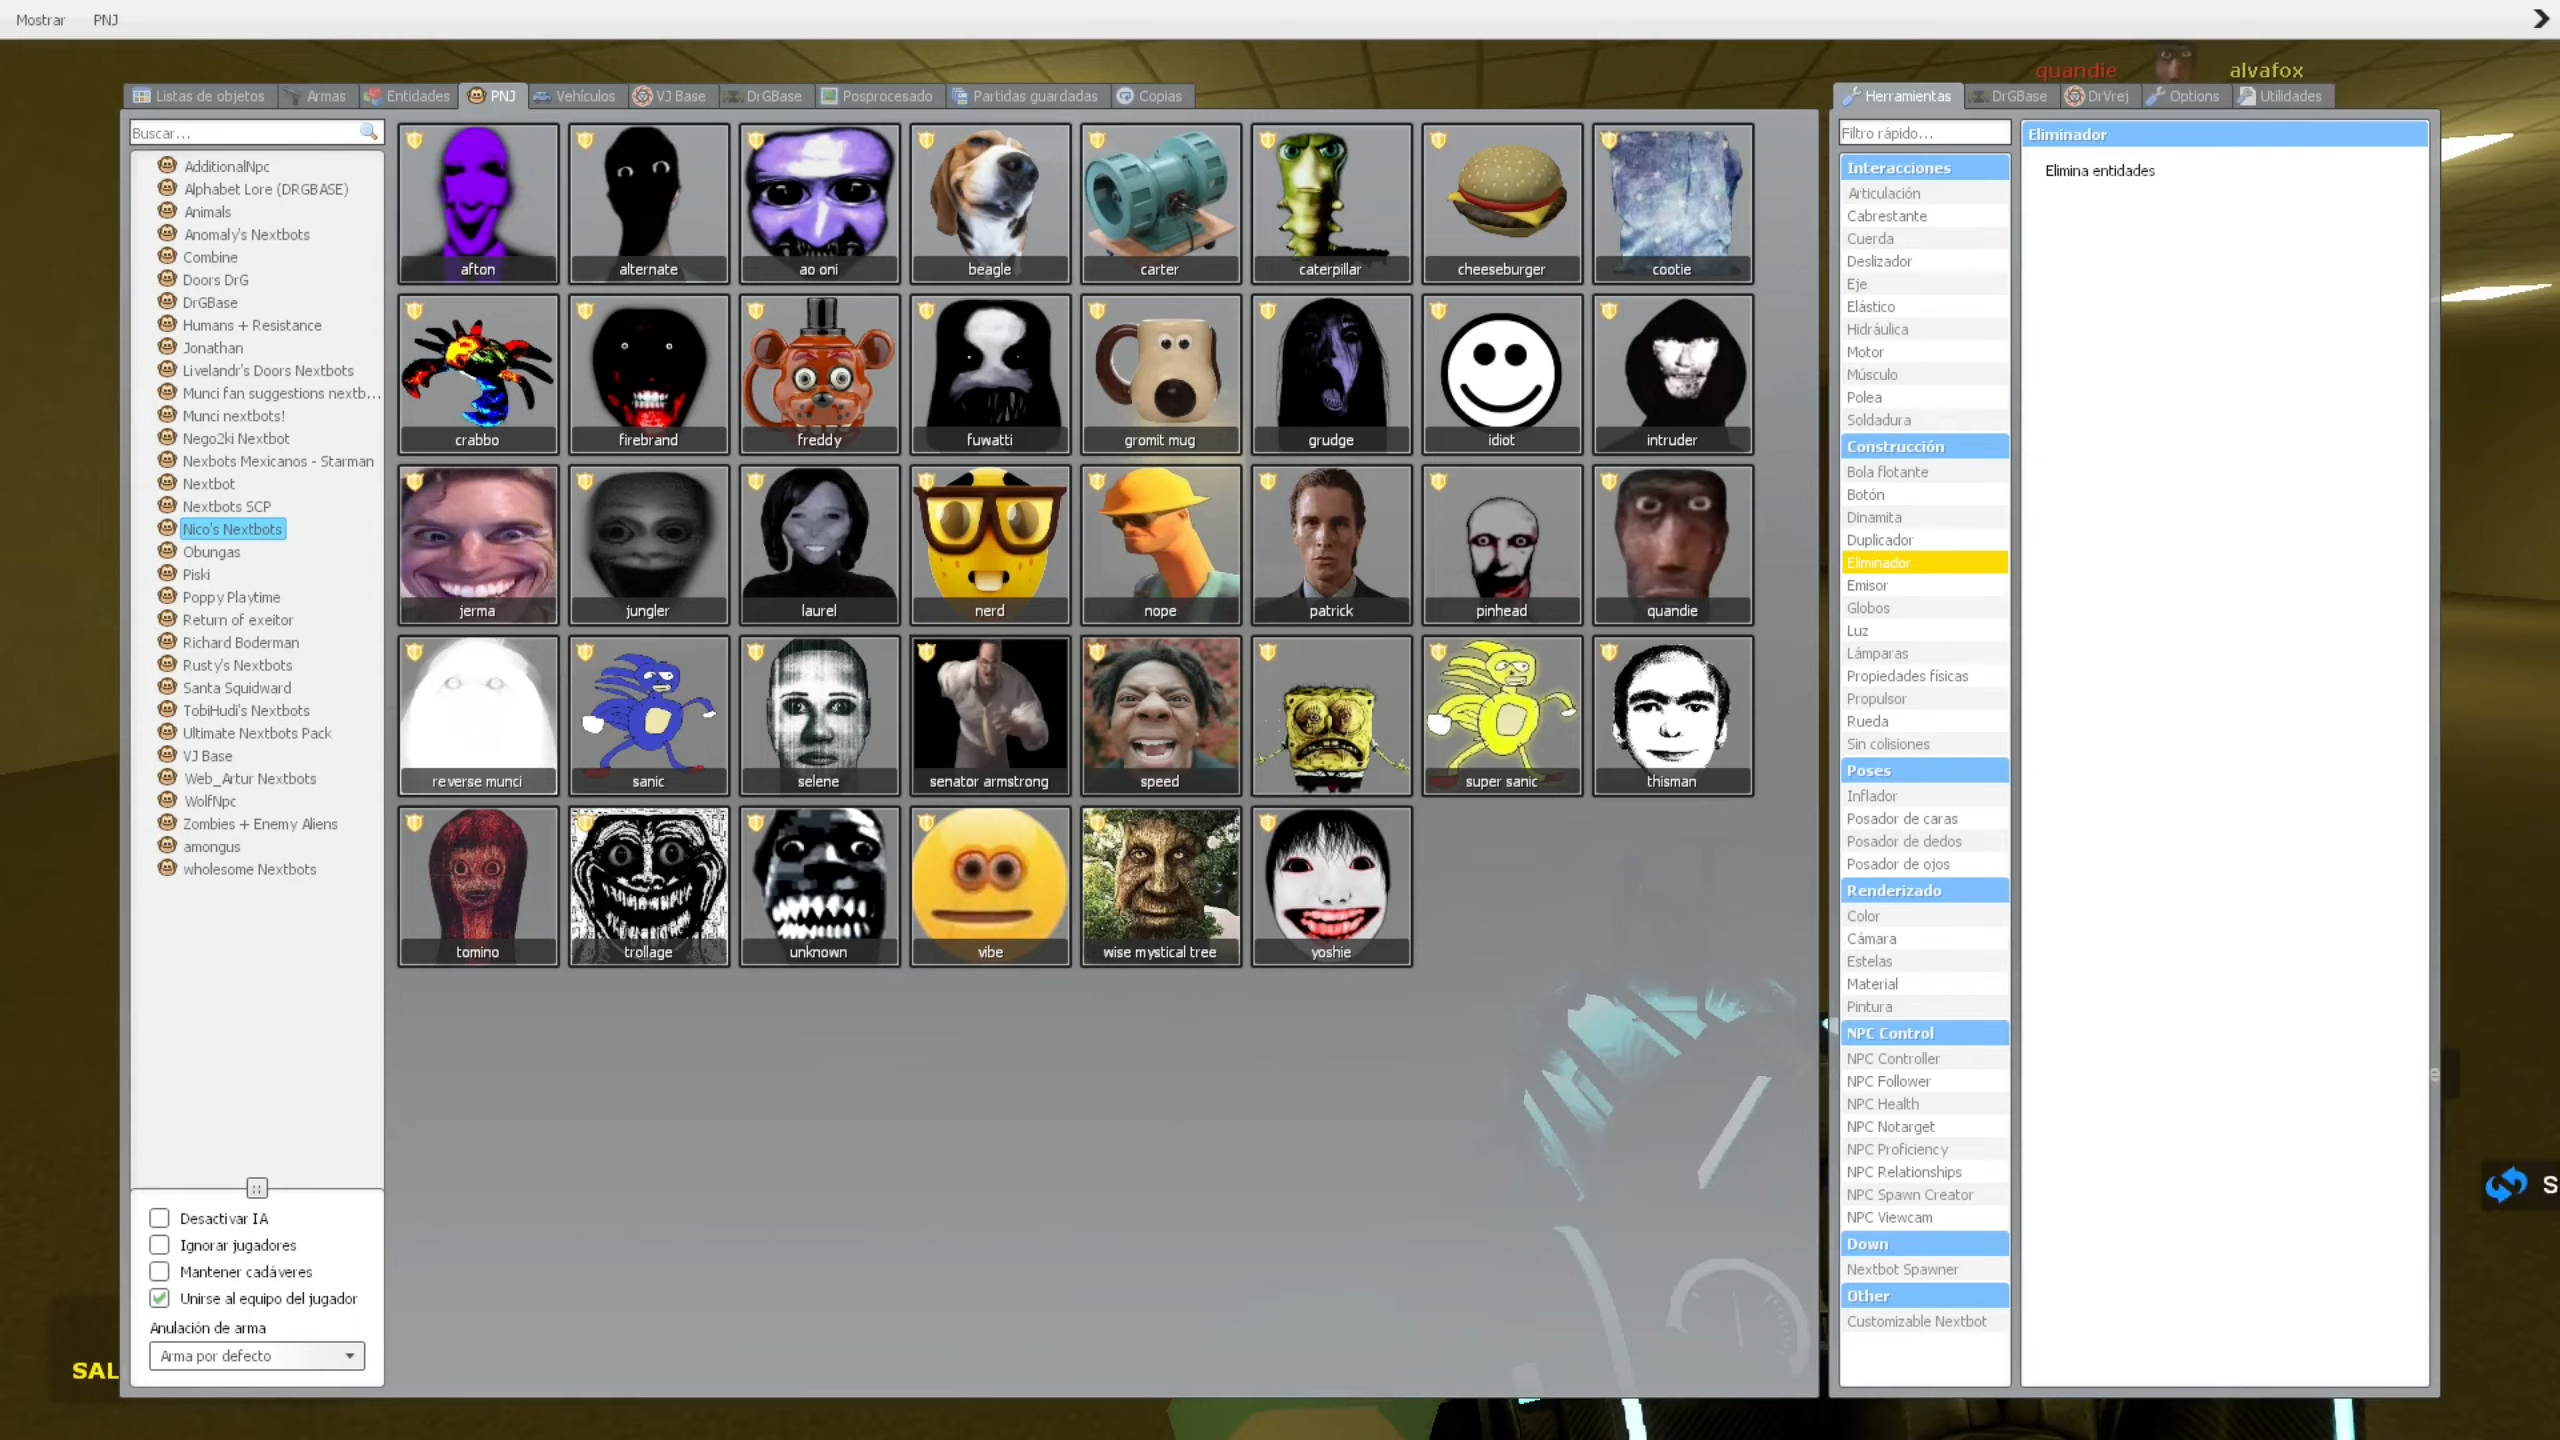 Mostrar PNJ
quandie alvafox
Listas de objetos Armas Entidades PNJ Vehículos VJ Base DrGBase Posprocesado Partidas guardadas Copias
Herramientas DrGBase DrVrej Options Utilidades
Buscar...
AdditionalNpc
Alphabet Lore (DRGBASE)
Animals
Anomaly's Nextbots
Combine
Doors DrG
DrGBase
Humans + Resistance
Jonathan
Livelandr's Doors Nextbots
Munci fan suggestions nextb...
Munci nextbots!
Nego2ki Nextbot
Nexbots Mexicanos - Starman
Nextbot
Nextbots SCP
Nico's Nextbots
Obungas
Piski
Poppy Playtime
Return of exeitor
Richard Boderman
Rusty's Nextbots
Santa Squidward
TobiHudi's Nextbots
Ultimate Nextbots Pack
VJ Base
Web_Artur Nextbots
WolfNpc
Zombies + Enemy Aliens
amongus
wholesome Nextbots
Desactivar IA
Ignorar jugadores
Mantener cadáveres
Unirse al equipo del jugador
Anulación de arma
Arma por defecto
SAL
afton alternate ao oni beagle carter caterpillar cheeseburger cootie
crabbo firebrand freddy fuwatti gromit mug grudge idiot intruder
jerma jungler laurel nerd nope patrick pinhead quandie
reverse munci sanic selene senator armstrong speed super sanic thisman
tomino trollage unknown vibe wise mystical tree yoshie
Filtro rápido...
Interacciones
Articulación
Cabrestante
Cuerda
Deslizador
Eje
Elástico
Hidráulica
Motor
Músculo
Polea
Soldadura
Construcción
Bola flotante
Botón
Dinamita
Duplicador
Eliminador
Emisor
Globos
Luz
Lámparas
Propiedades físicas
Propulsor
Rueda
Sin colisiones
Poses
Inflador
Posador de caras
Posador de dedos
Posador de ojos
Renderizado
Color
Cámara
Estelas
Material
Pintura
NPC Control
NPC Controller
NPC Follower
NPC Health
NPC Notarget
NPC Proficiency
NPC Relationships
NPC Spawn Creator
NPC Viewcam
Down
Nextbot Spawner
Other
Customizable Nextbot
Eliminador
Elimina entidades
S